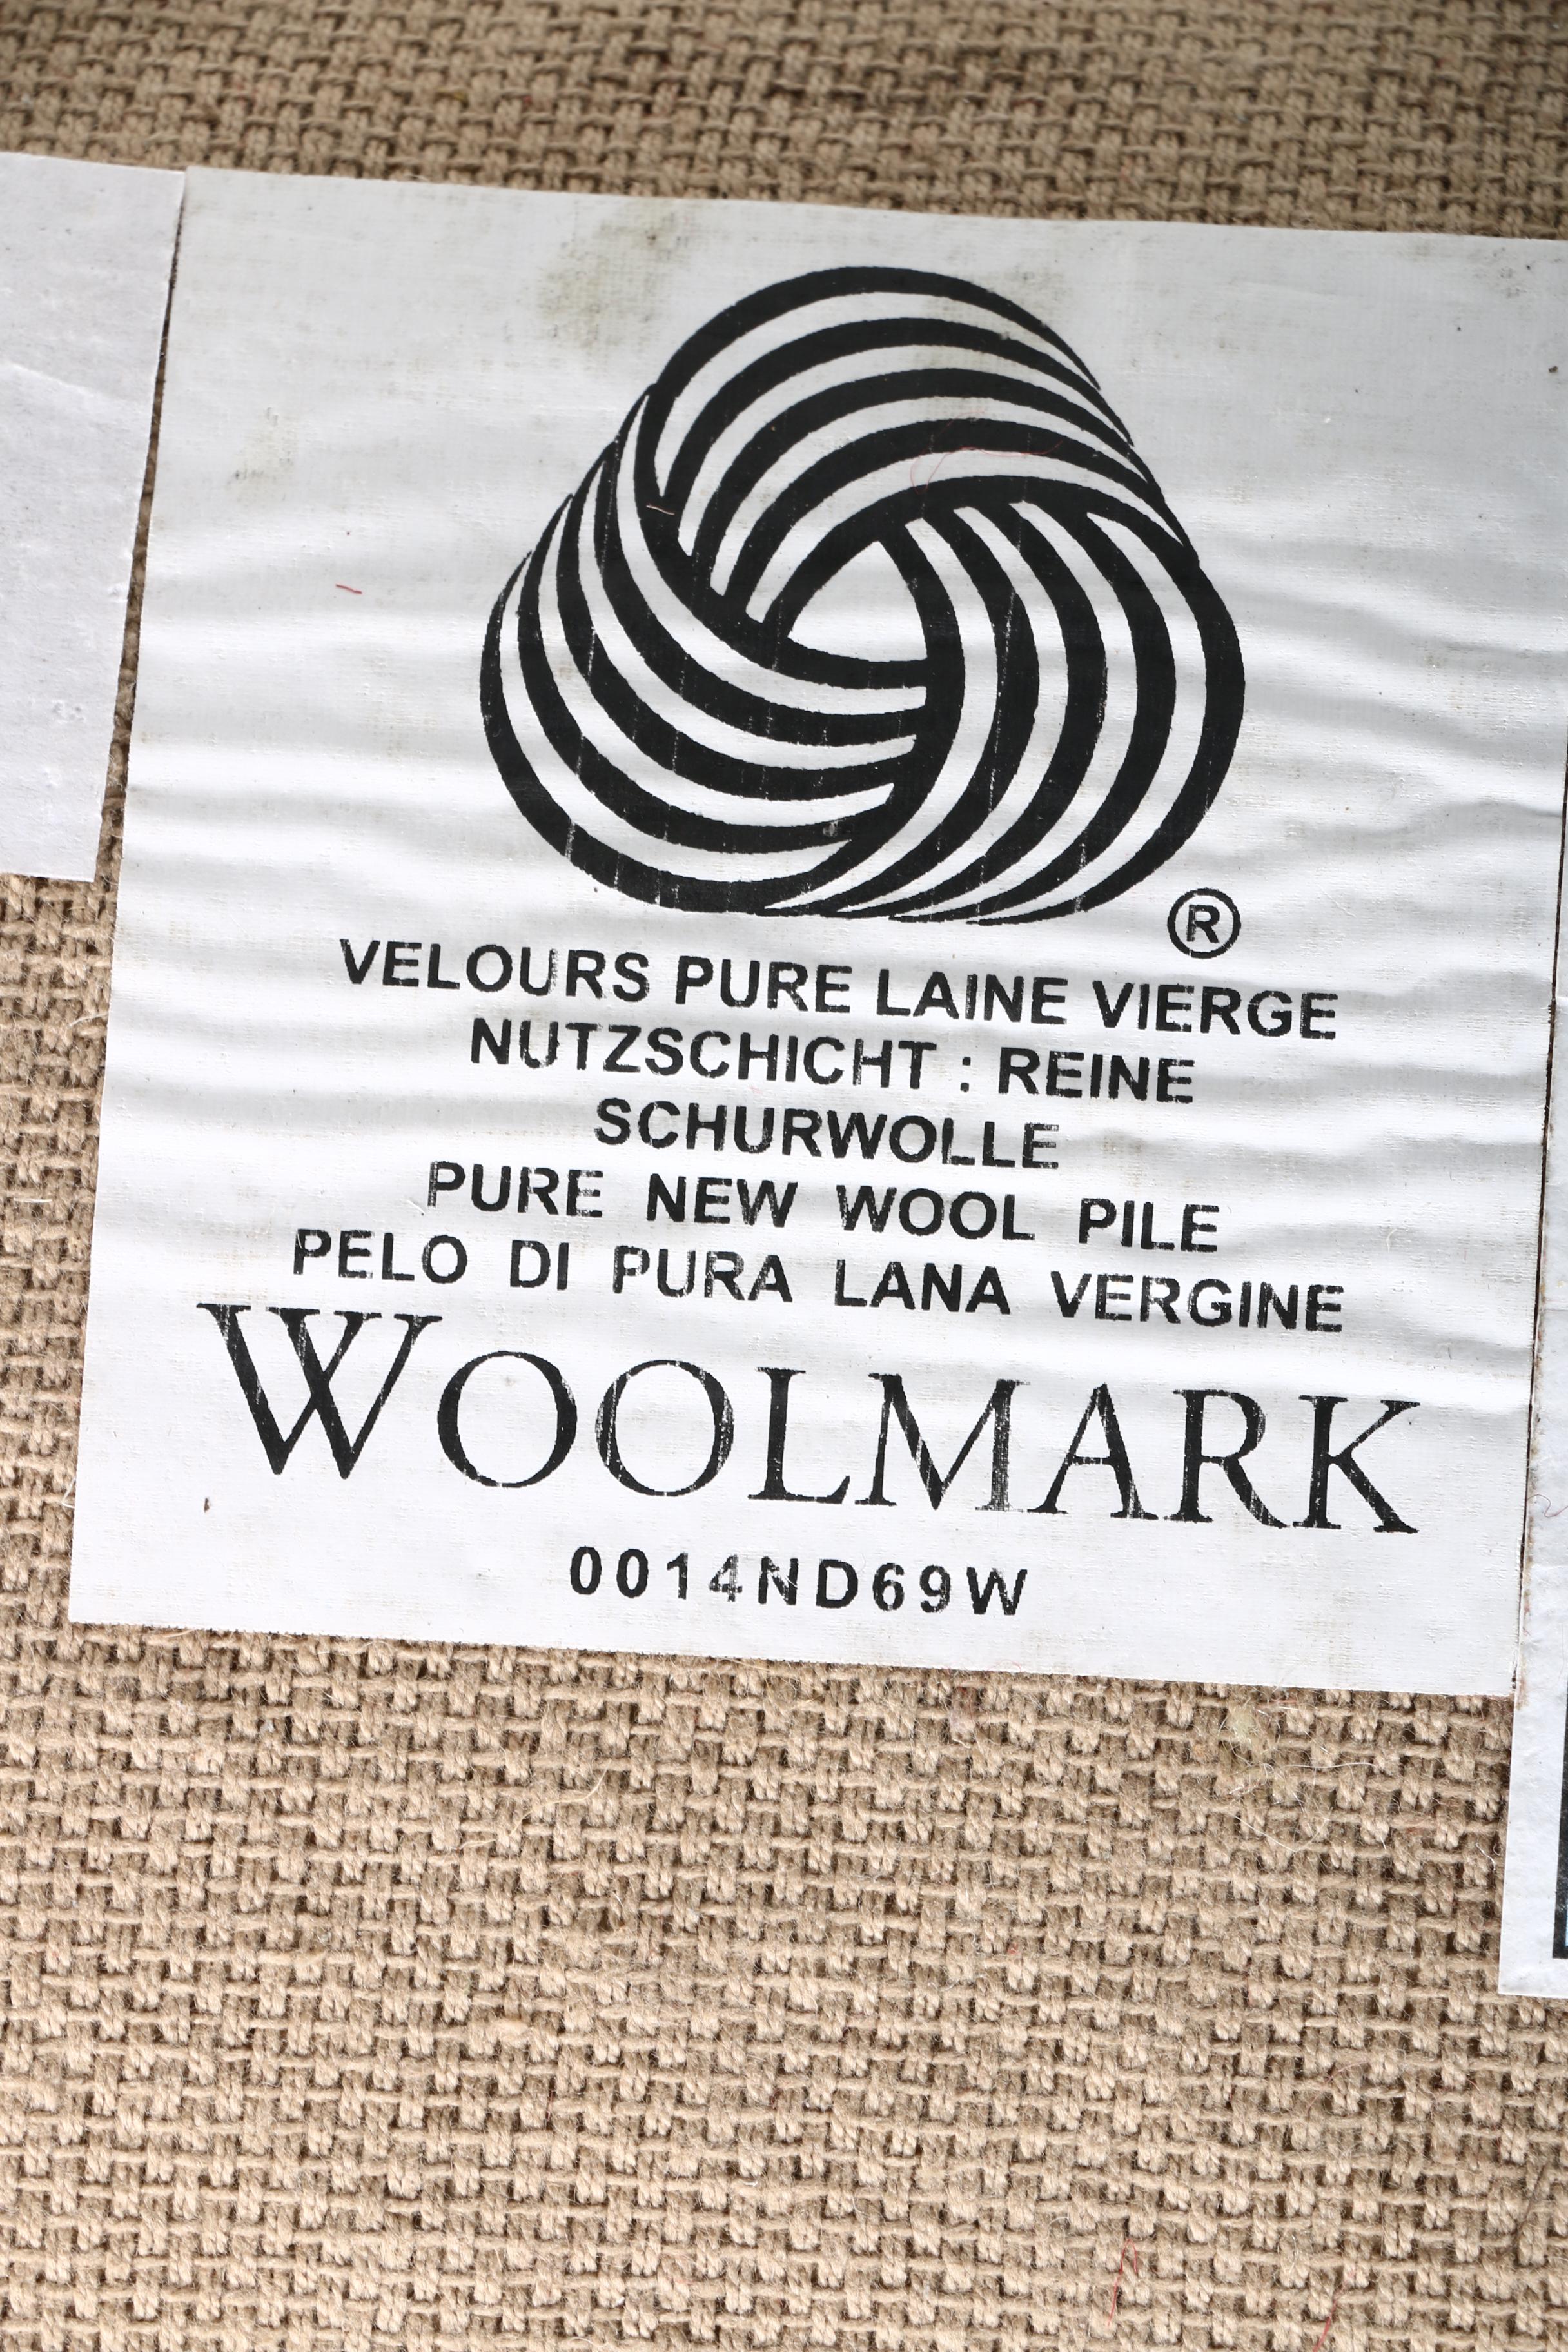 ®
VELOURS PURE LAINE VIERGE
NUTZSCHICHT : REINE
SCHURWOLLE
PURE NEW WOOL PILE
PELO DI PURA LANA VERGINE
WOOLMARK
0014ND69W